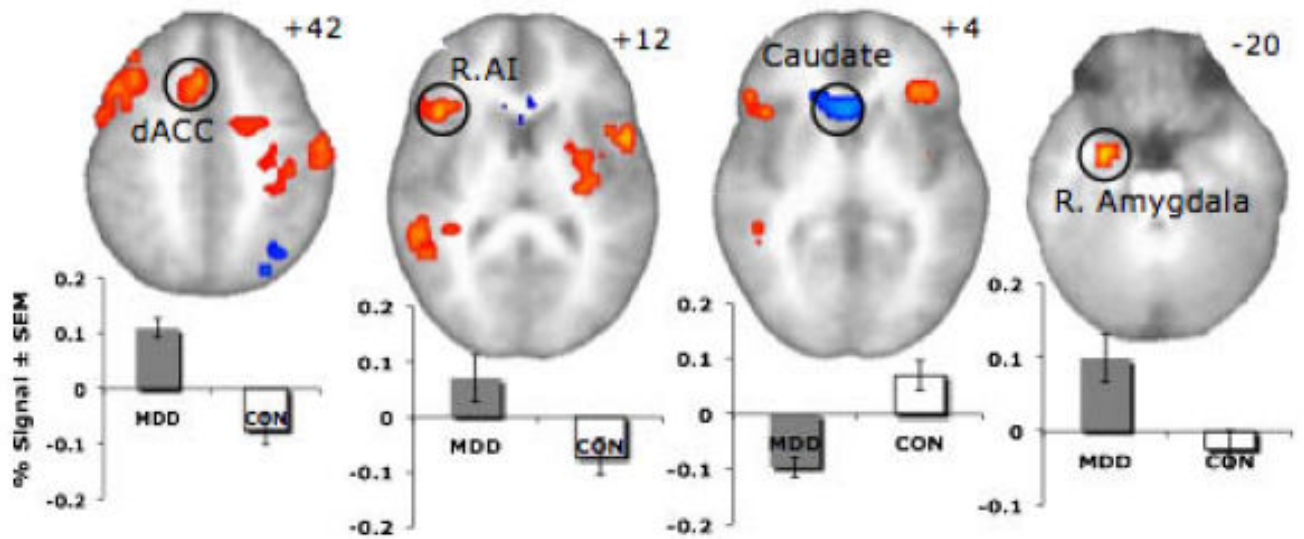 +42
dACC
+12
R.AI
+4
Caudate
-20
R. Amygdala
% Signal ± SEM
0.2
0.1
0
-0.1
-0.2
MDD
CON
0.2
0.1
0
-0.1
-0.2
MDD
CON
0.2
0.1
0
-0.1
-0.2
MDD
CON
0.2
0.1
0
-0.1
MDD
CON